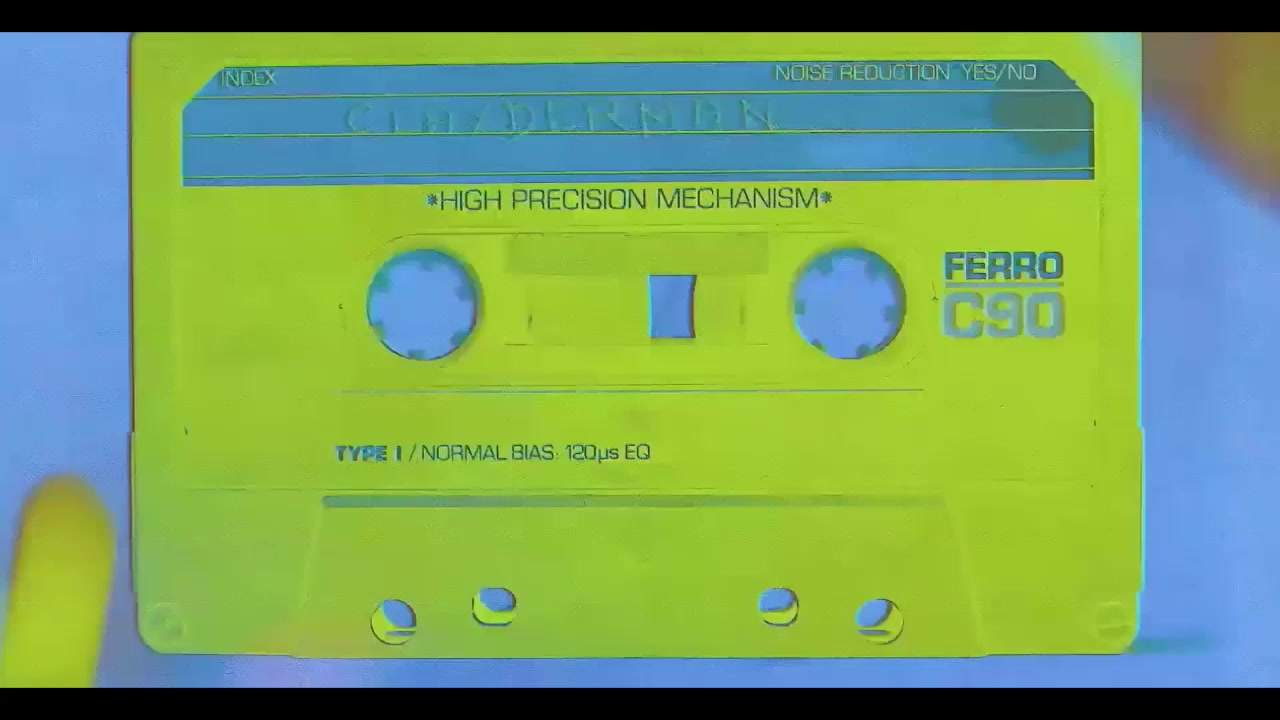 INDEX
NOISE REDUCTION YES/NO
*HIGH PRECISION MECHANISM*
FERRO
C90
TYPE I / NORMAL BIAS: 120µs EQ